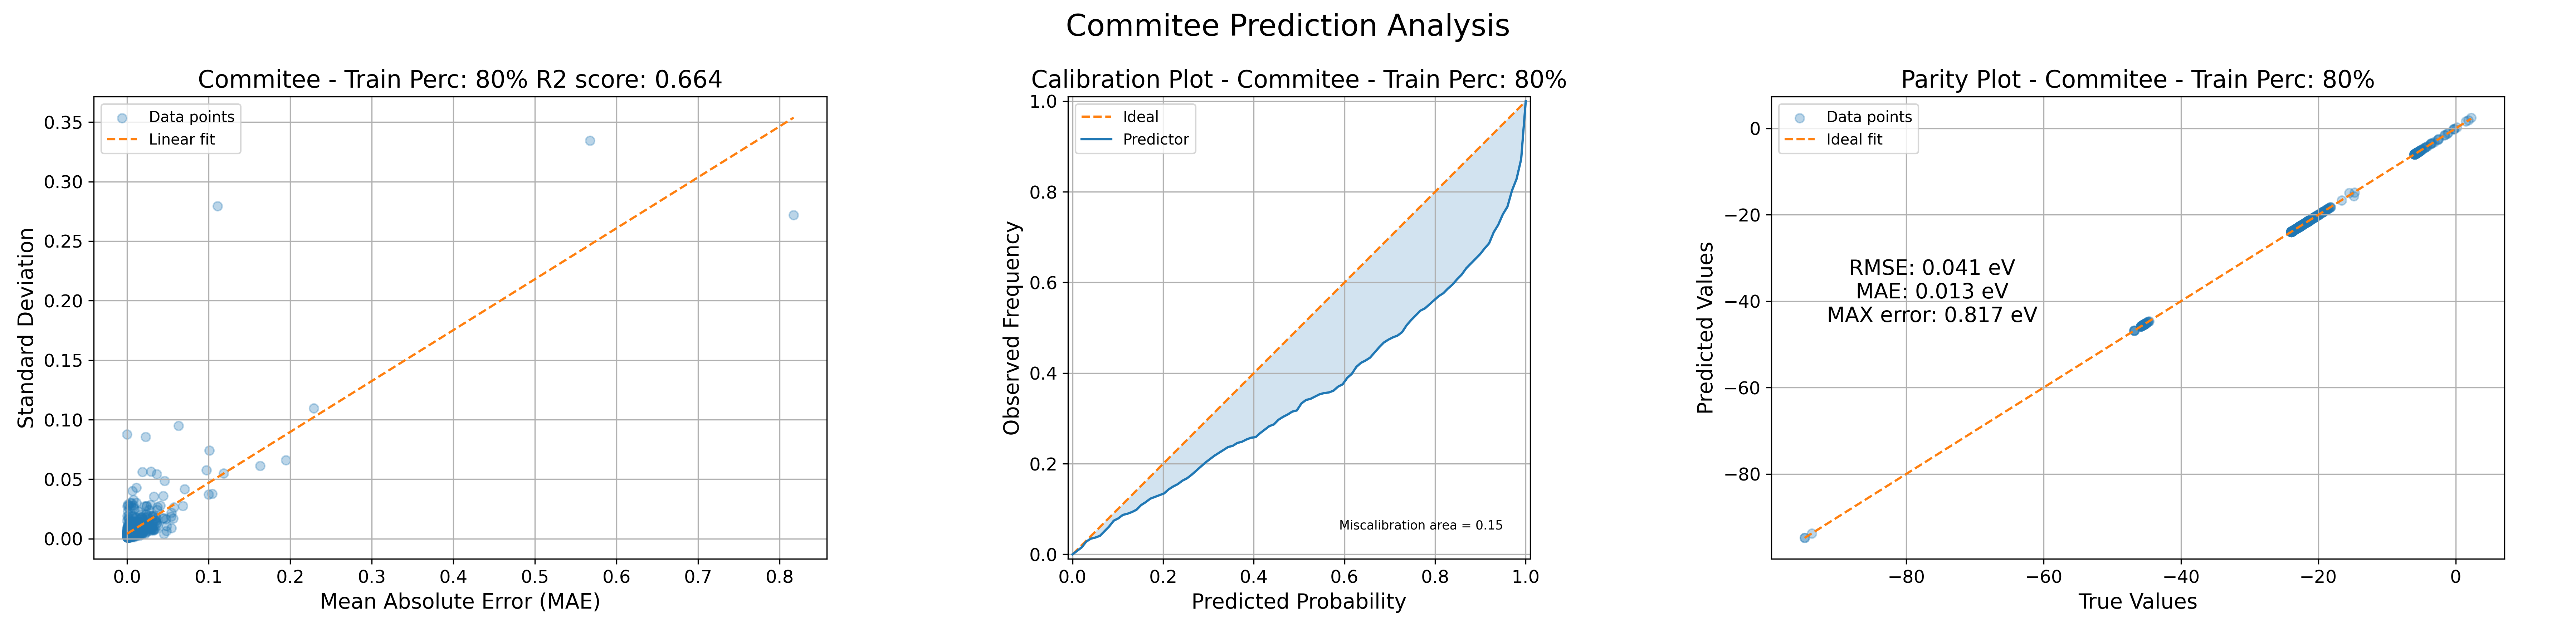 Commitee Prediction Analysis
Commitee - Train Perc: 80% R2 score: 0.664
Data points
Linear fit
0.35
0.30
0.25
0.20
0.15
0.10
0.05
0.00
Standard Deviation
0.0 0.1 0.2 0.3 0.4 0.5 0.6 0.7 0.8
Mean Absolute Error (MAE)
Calibration Plot - Commitee - Train Perc: 80%
Ideal
Predictor
1.0
0.8
0.6
0.4
0.2
0.0
Observed Frequency
Miscalibration area = 0.15
0.0 0.2 0.4 0.6 0.8 1.0
Predicted Probability
Parity Plot - Commitee - Train Perc: 80%
Data points
Ideal fit
0
−20
−40
−60
−80
Predicted Values
RMSE: 0.041 eV
MAE: 0.013 eV
MAX error: 0.817 eV
−80 −60 −40 −20 0
True Values